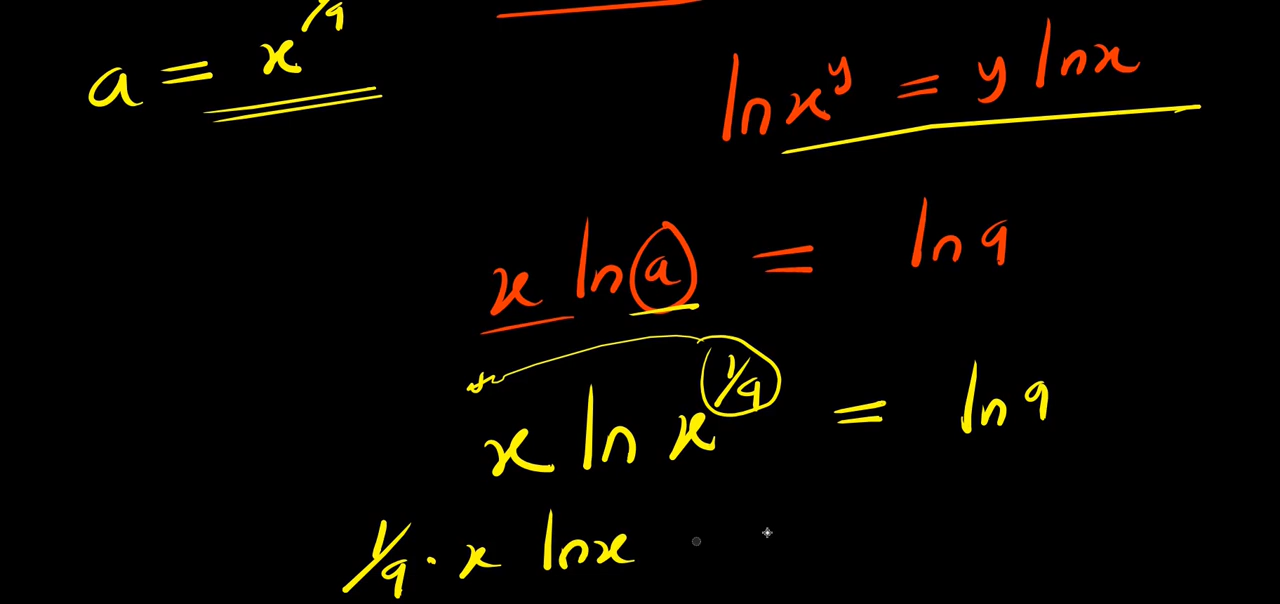 a = x^1/9
ln x^y = y ln x
x ln a = ln 9
x ln x^1/9 = ln 9
1/9 · x ln x